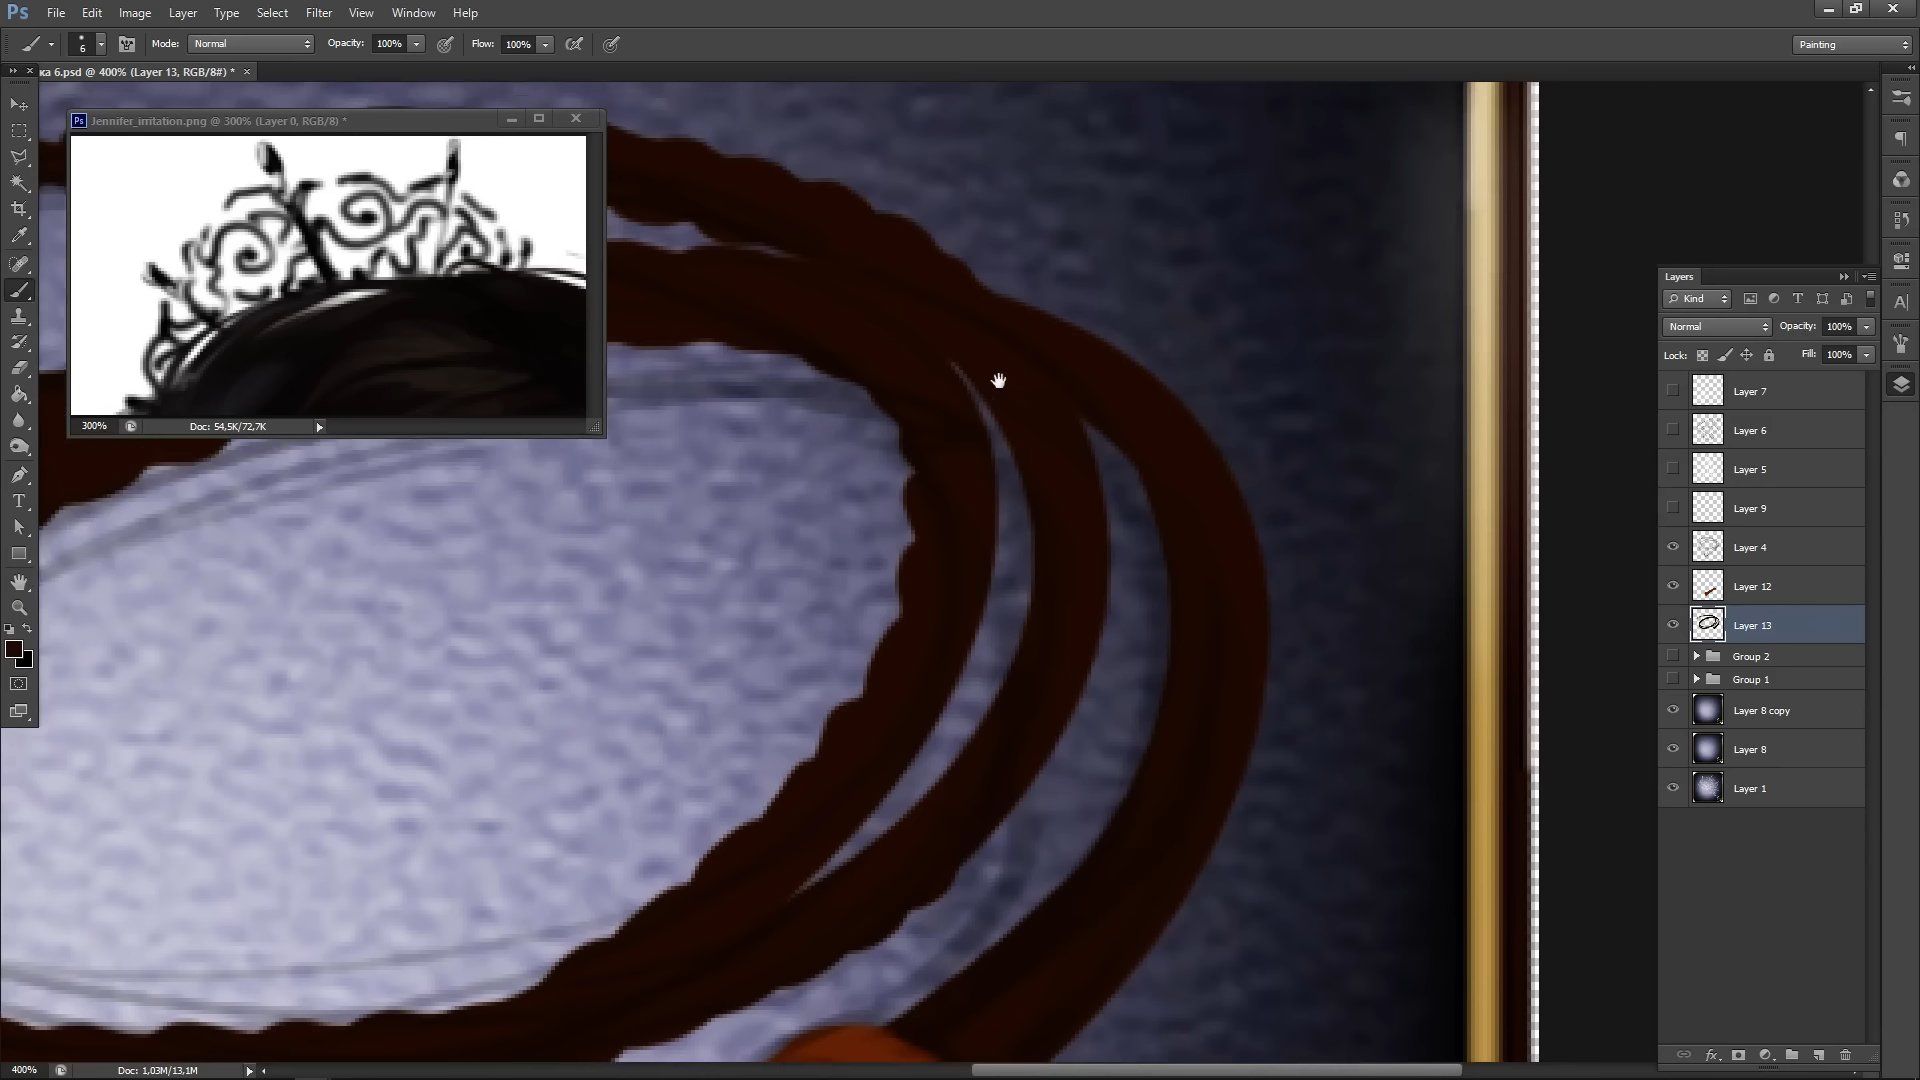 Ps File Edit Image Layer Type Select Filter View Window Help
6 Mode: Normal Opacity: 100% Flow: 100% Painting
ка 6.psd @ 400% (Layer 13, RGB/8#) * ×
Ps Jennifer_irritation.png @ 300% (Layer 0, RGB/8) *
300% Doc: 54,5K/72,7K
Layers
Kind
Normal Opacity: 100%
Lock: Fill: 100%
Layer 7
Layer 6
Layer 5
Layer 9
Layer 4
Layer 12
Layer 13
Group 2
Group 1
Layer 8 copy
Layer 8
Layer 1
400% Doc: 1,03M/13,1M